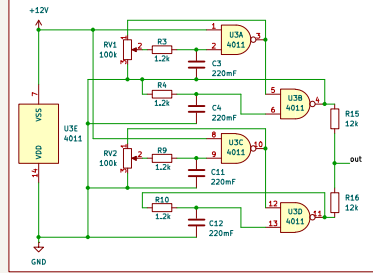 +12V
RV1
100k
R3
1.2k
1
2
U3A
4011
3
C3
220mF
R4
1.2k
C4
220mF
5
6
U3B
4011
4
7
VSS
U3E
4011
VDD
14
RV2
100k
R9
1.2k
8
9
U3C
4011
10
C11
220mF
R10
1.2k
C12
220mF
12
13
U3D
4011
11
R15
12k
out
R16
12k
GND